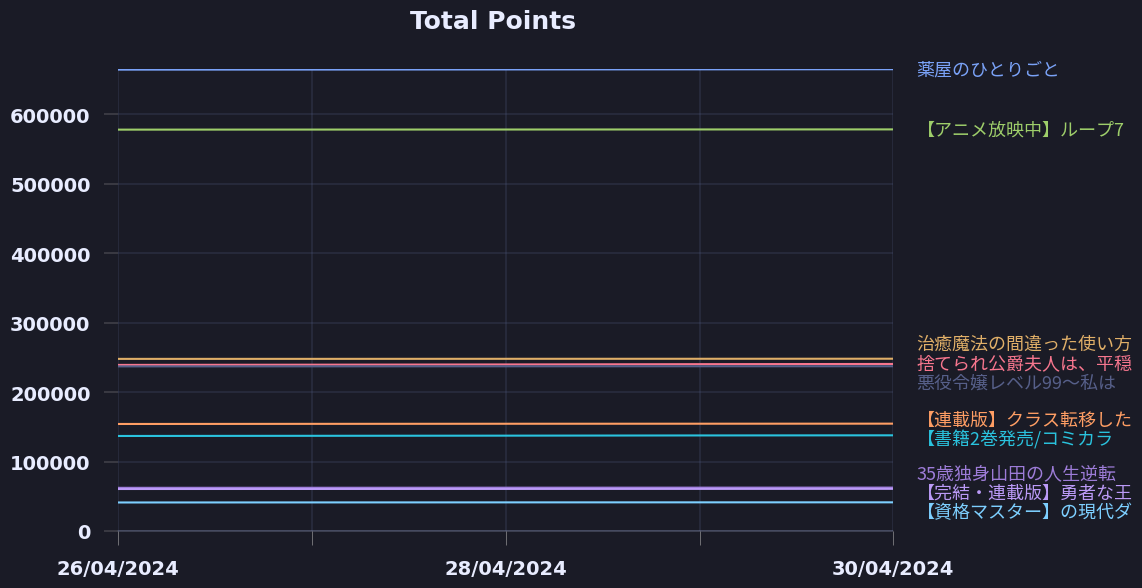 Total Points
薬屋のひとりごと
600000
【アニメ放映中】ループ7
500000
400000
300000
治癒魔法の間違った使い方
捨てられ公爵夫人は、平穏
悪役令嬢レベル99～私は
200000
【連載版】クラス転移した
【書籍2巻発売/コミカラ
100000
35歳独身山田の人生逆転
【完結・連載版】勇者な王
【資格マスター】の現代ダ
0
26/04/2024
28/04/2024
30/04/2024